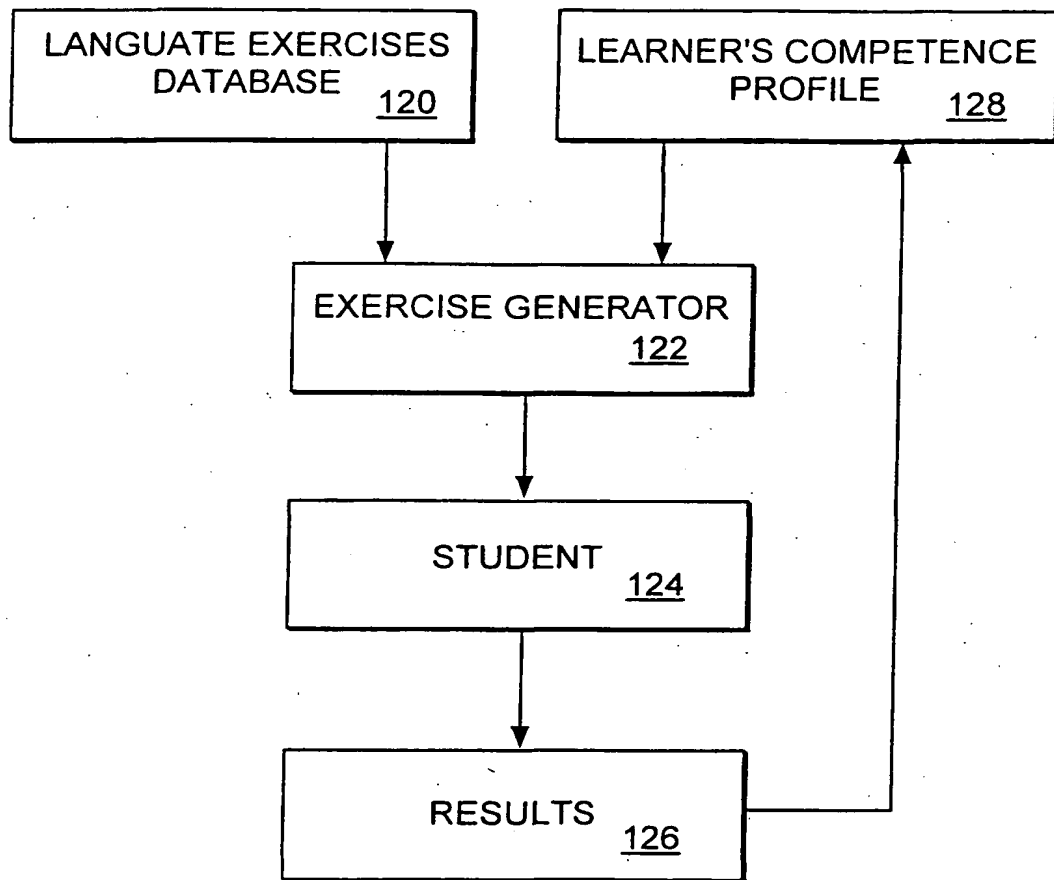 LANGUATE EXERCISES
DATABASE
120
LEARNER'S COMPETENCE
PROFILE
128
EXERCISE GENERATOR
122
STUDENT
124
RESULTS
126